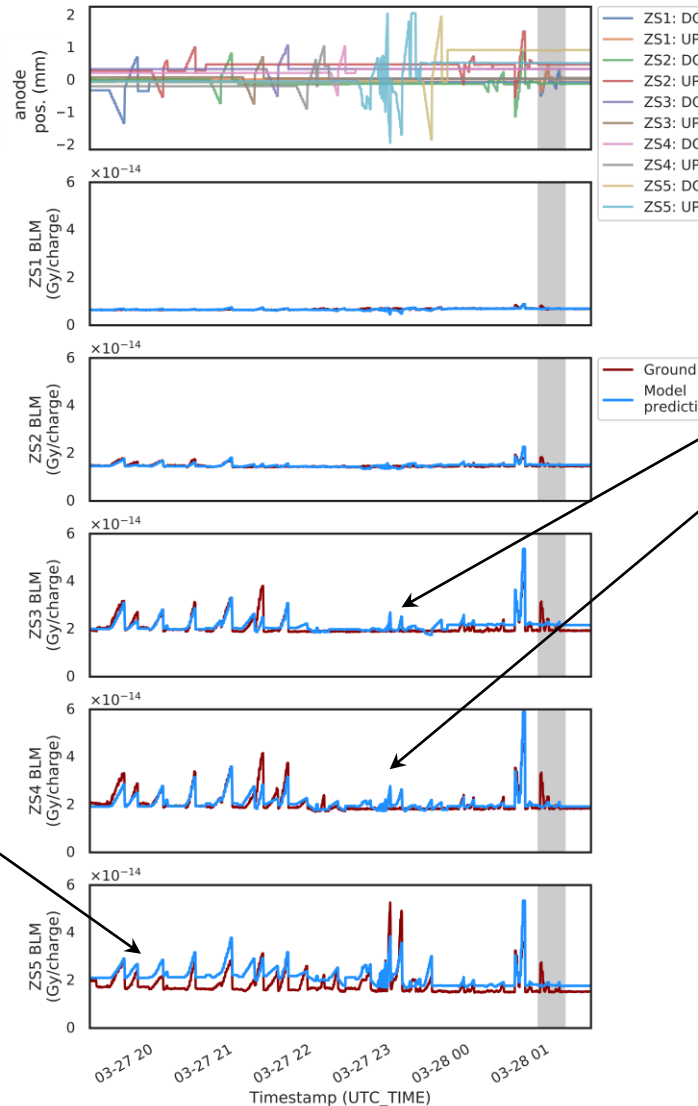 2
1
0
−1
−2
anode
pos. (mm)
ZS1: DO
ZS1: UP
ZS2: DO
ZS2: UP
ZS3: DO
ZS3: UP
ZS4: DO
ZS4: UP
ZS5: DO
ZS5: UP
×10−14
6
4
2
0
ZS1 BLM
(Gy/charge)
×10−14
6
4
2
0
ZS2 BLM
(Gy/charge)
Ground
Model
predicti
×10−14
6
4
2
0
ZS3 BLM
(Gy/charge)
×10−14
6
4
2
0
ZS4 BLM
(Gy/charge)
×10−14
6
4
2
0
ZS5 BLM
(Gy/charge)
03-27 20
03-27 21
03-27 22
03-27 23
03-28 00
03-28 01
Timestamp (UTC_TIME)